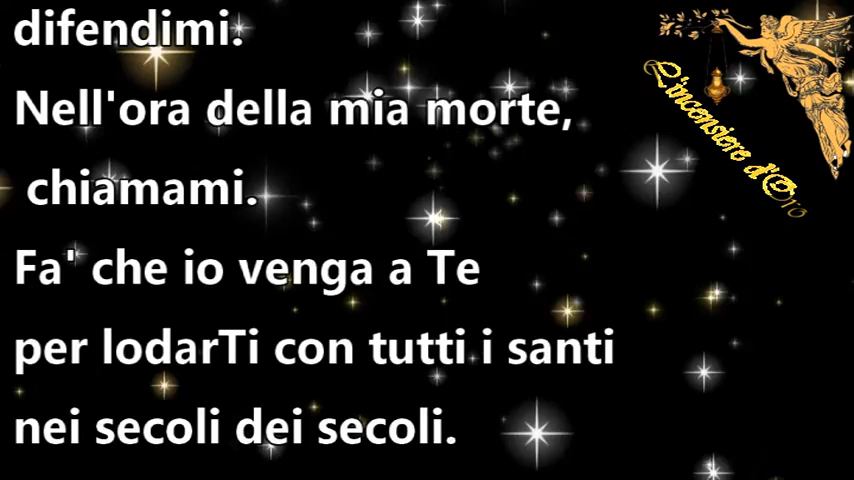 difendimi.
Nell'ora della mia morte,
chiamami.
Fa' che io venga a Te
per lodarTi con tutti i santi
nei secoli dei secoli.
L'incensiere d'Oro